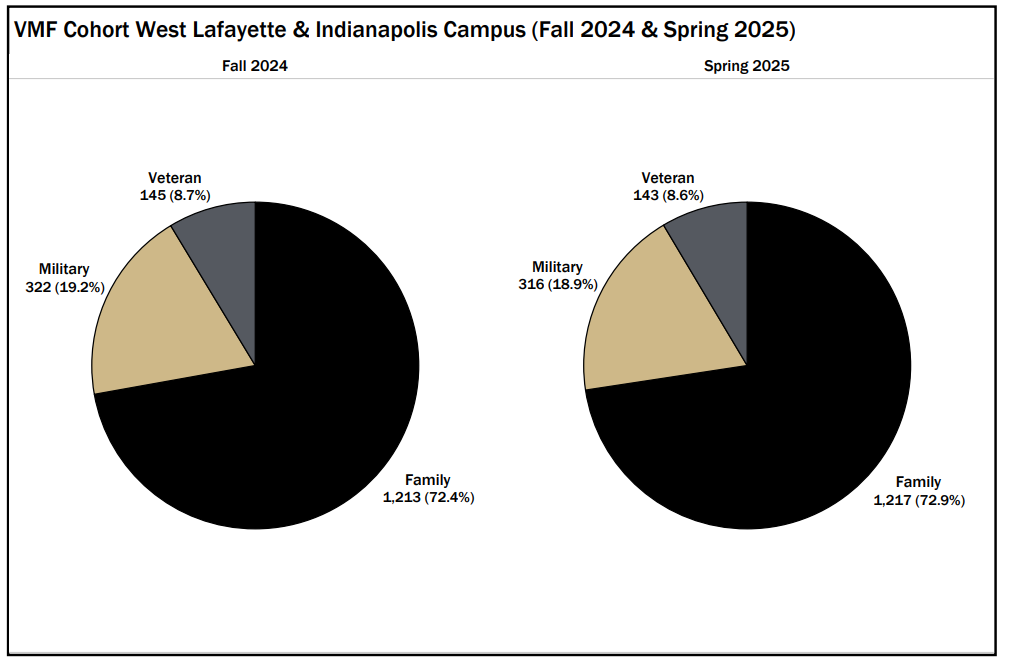 VMF Cohort West Lafayette & Indianapolis Campus (Fall 2024 & Spring 2025)
Fall 2024
Veteran
145 (8.7%)
Military
322 (19.2%)
Family
1,213 (72.4%)
Spring 2025
Veteran
143 (8.6%)
Military
316 (18.9%)
Family
1,217 (72.9%)